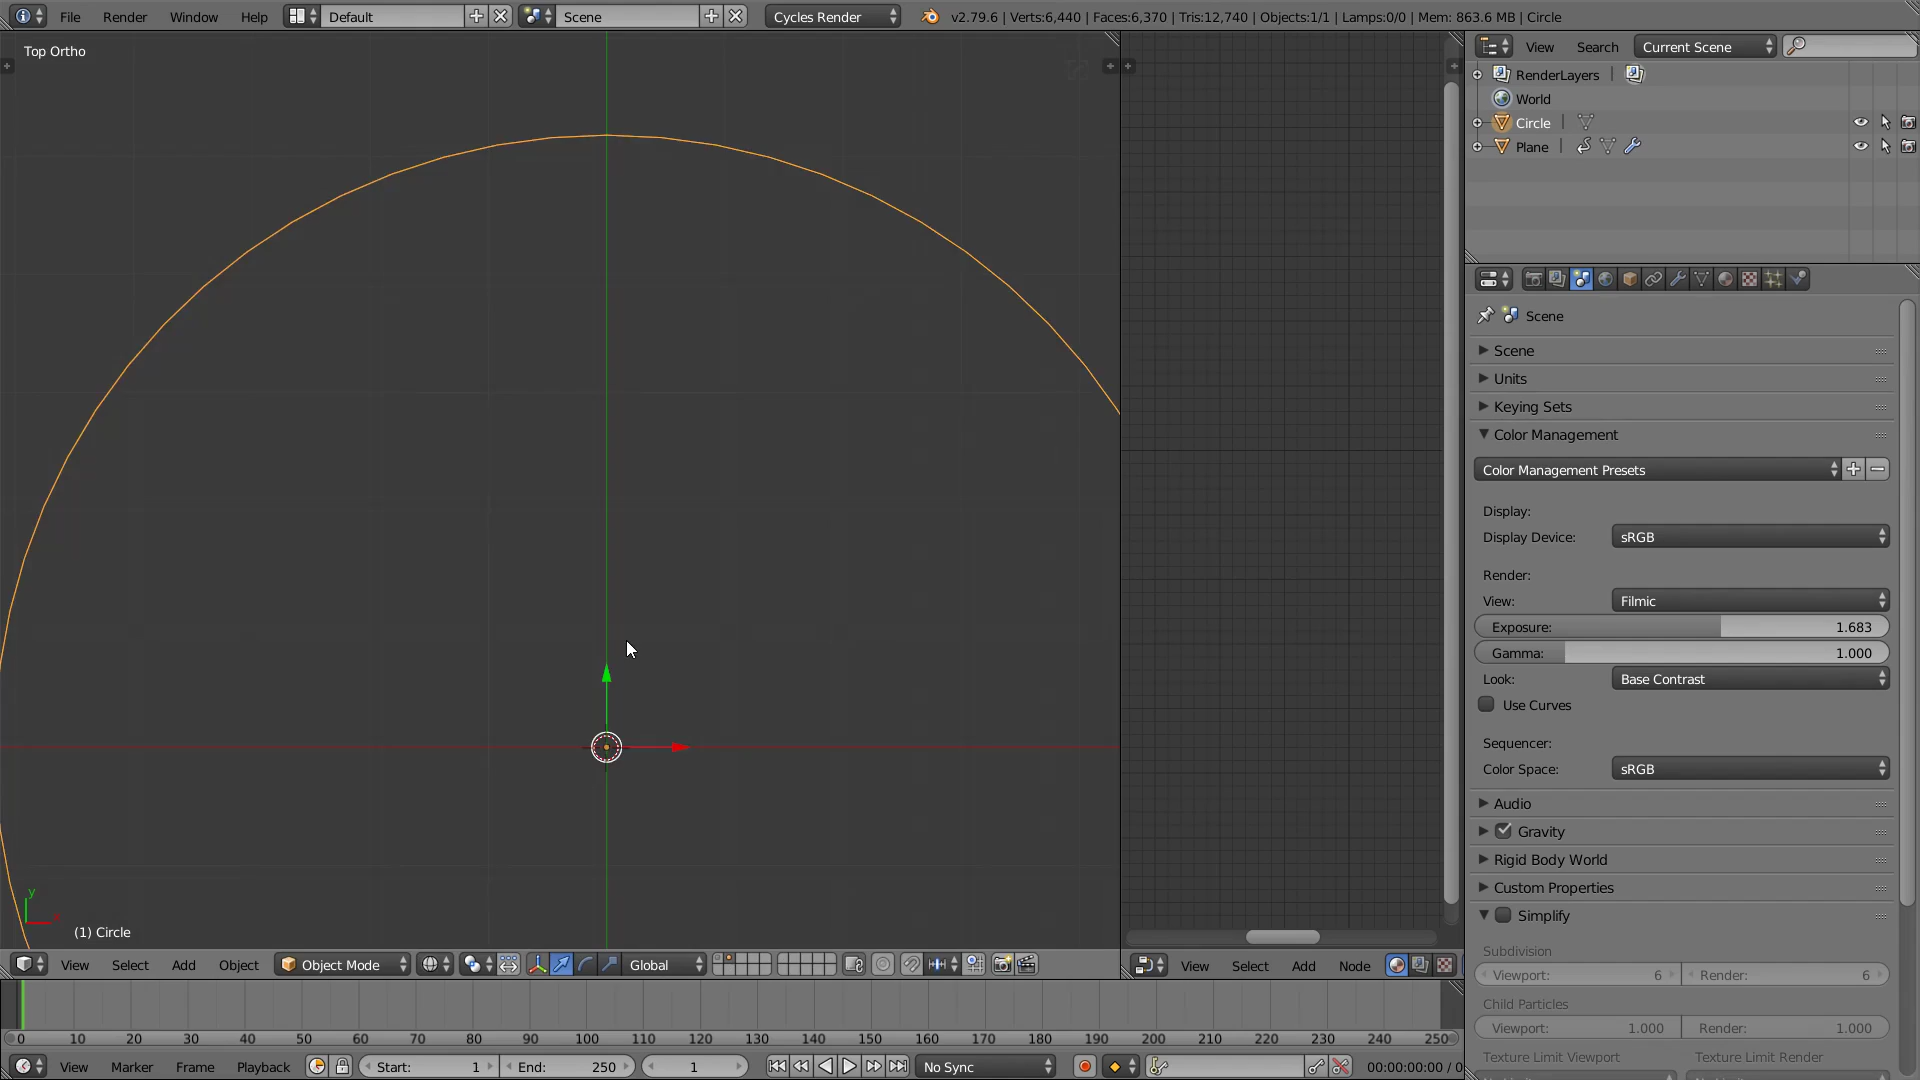 File Render Window Help Default Scene Cycles Render v2.79.6 | Verts:6,440 | Faces:6,370 | Tris:12,740 | Objects:1/1 | Lamps:0/0 | Mem: 863.6 MB | Circle
Top Ortho
View Search Current Scene
RenderLayers
World
Circle
Plane
Scene
Scene
Units
Keying Sets
Color Management
Color Management Presets
Display:
Display Device: sRGB
Render:
View: Filmic
Exposure: 1.683
Gamma: 1.000
Look: Base Contrast
Use Curves
Sequencer:
Color Space: sRGB
Audio
Gravity
Rigid Body World
Custom Properties
Simplify
Subdivision
Viewport: 6 Render: 6
Child Particles
Viewport: 1.000 Render: 1.000
Texture Limit Viewport Texture Limit Render
y
x
(1) Circle
View Select Add Object Object Mode Global
View Select Add Node
0 10 20 30 40 50 60 70 80 90 100 110 120 130 140 150 160 170 180 190 200 210 220 230 240 250
View Marker Frame Playback Start: 1 End: 250 1 No Sync 00:00:00:00 / 0